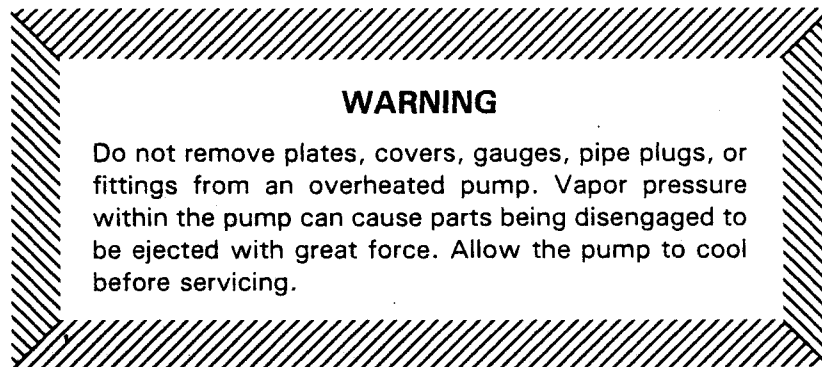 WARNING
Do not remove plates, covers, gauges, pipe plugs, or
fittings from an overheated pump. Vapor pressure
within the pump can cause parts being disengaged to
be ejected with great force. Allow the pump to cool
before servicing.